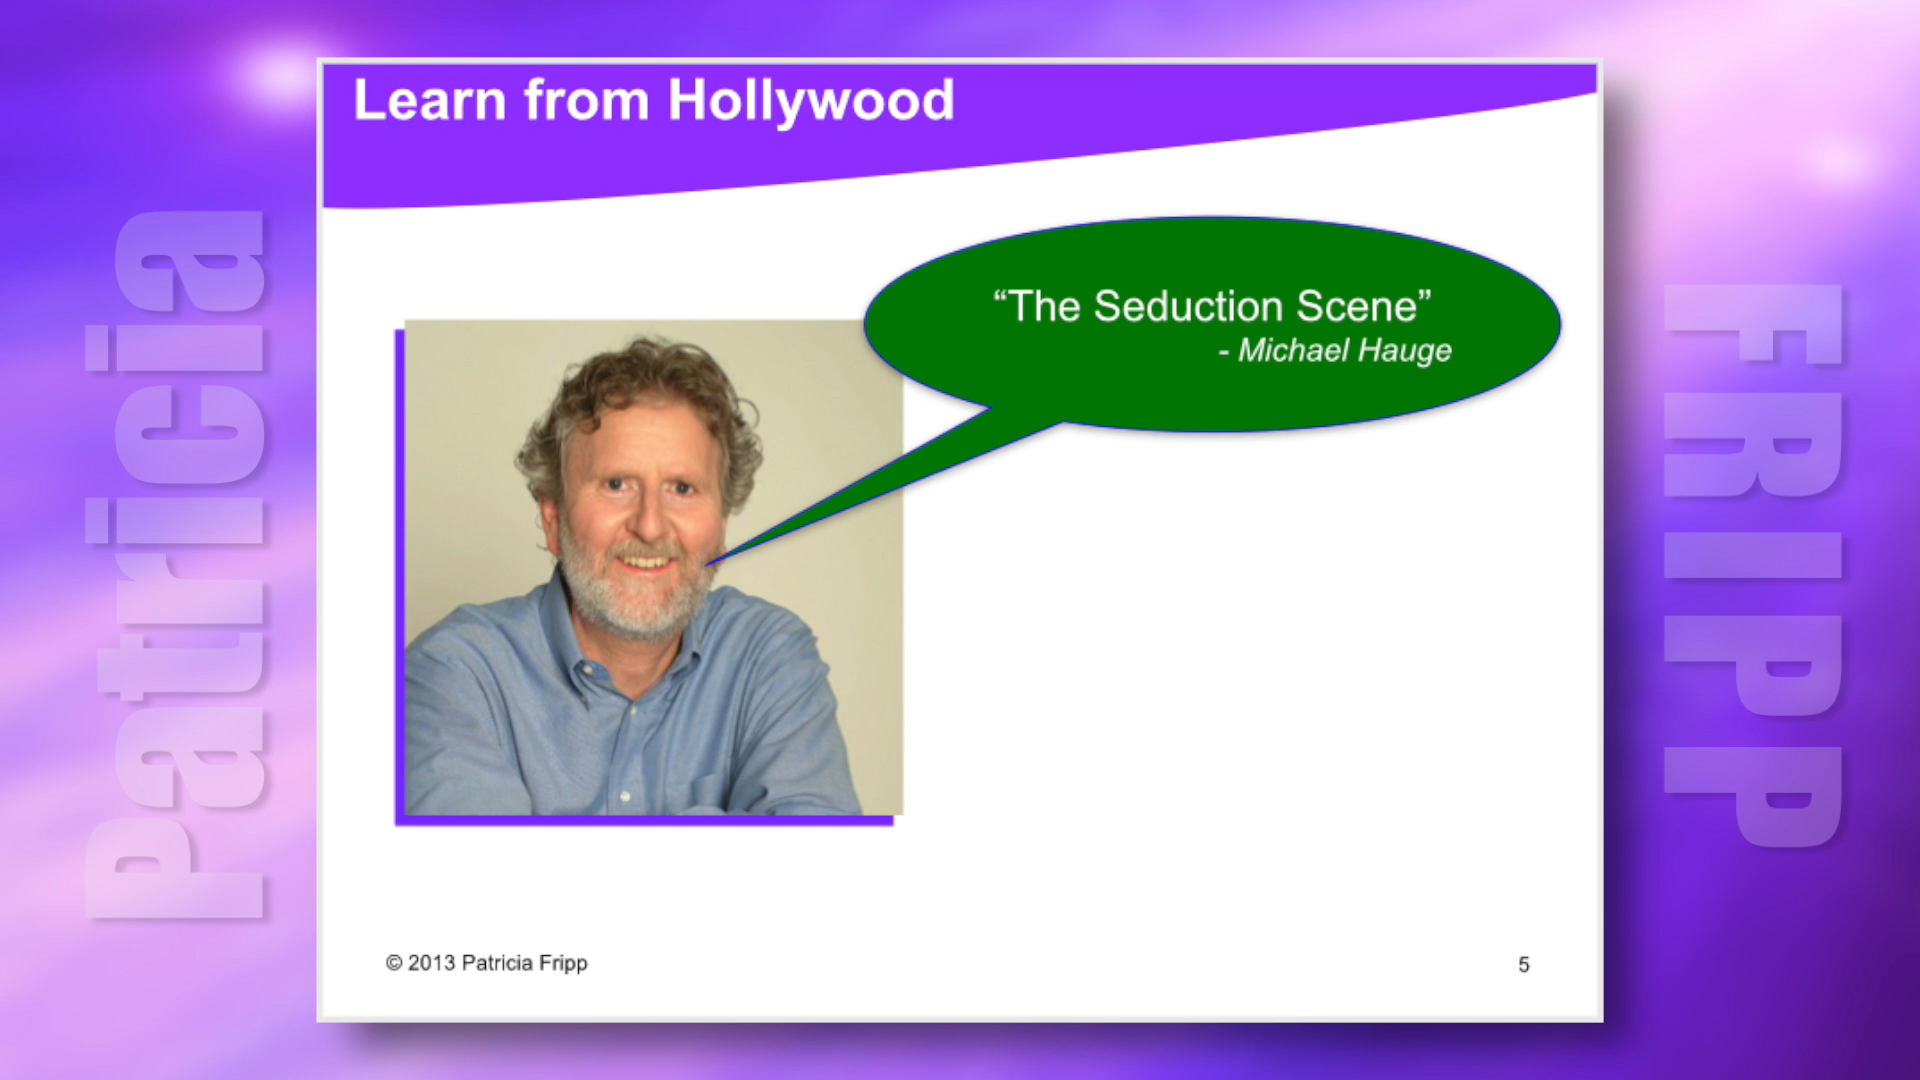 Learn from Hollywood
“The Seduction Scene”
- Michael Hauge
© 2013 Patricia Fripp
5
Patricia
FRIPP